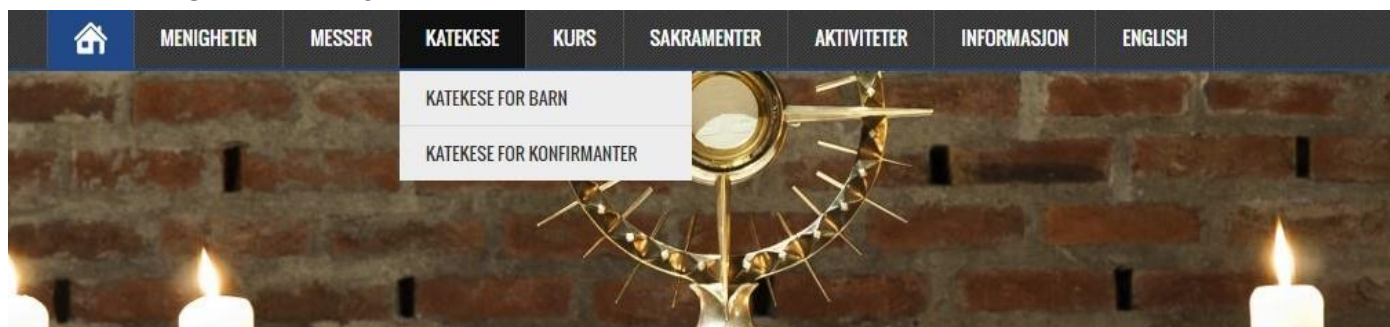 MENIGHETEN MESSER KATEKESE KURS SAKRAMENTER AKTIVITETER INFORMASJON ENGLISH
KATEKESE FOR BARN
KATEKESE FOR KONFIRMANTER